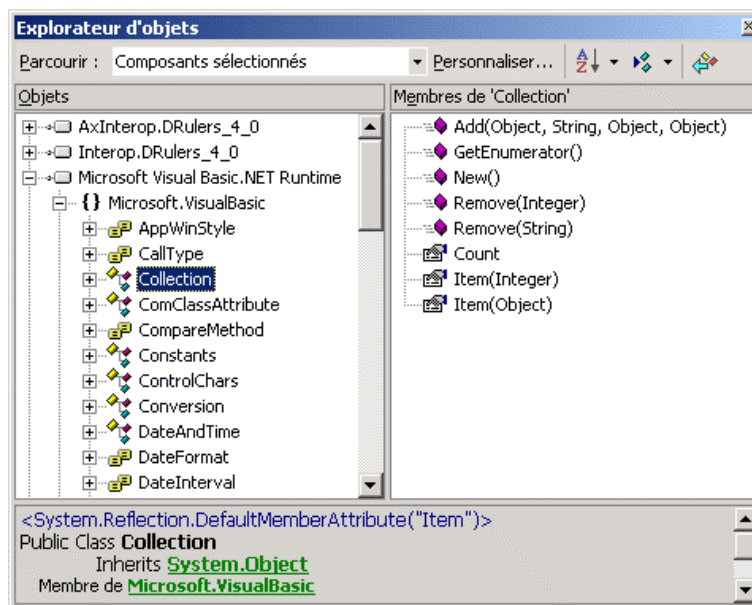 Explorateur d'objets
Parcourir : Composants sélectionnés Personnaliser...
Objets
AxInterop.DRulers_4_0
Interop.DRulers_4_0
Microsoft Visual Basic.NET Runtime
{} Microsoft.VisualBasic
AppWinStyle
CallType
Collection
ComClassAttribute
CompareMethod
Constants
ControlChars
Conversion
DateAndTime
DateFormat
DateInterval
Membres de 'Collection'
Add(Object, String, Object, Object)
GetEnumerator()
New()
Remove(Integer)
Remove(String)
Count
Item(Integer)
Item(Object)
<System.Reflection.DefaultMemberAttribute("Item")>
Public Class Collection
Inherits System.Object
Membre de Microsoft.VisualBasic